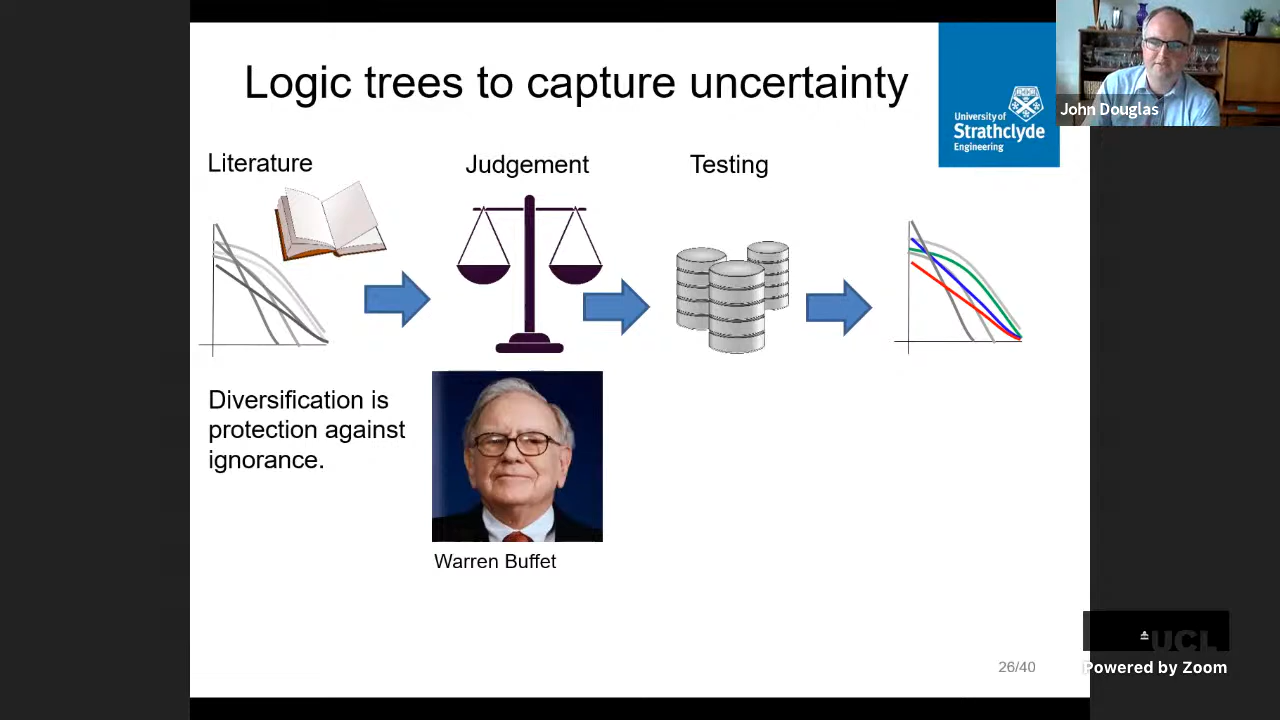 Logic trees to capture uncertainty
University of
Strathclyde
Engineering
John Douglas
Literature
Judgement
Testing
Diversification is
protection against
ignorance.
Warren Buffet
26/40
UCL
Powered by Zoom